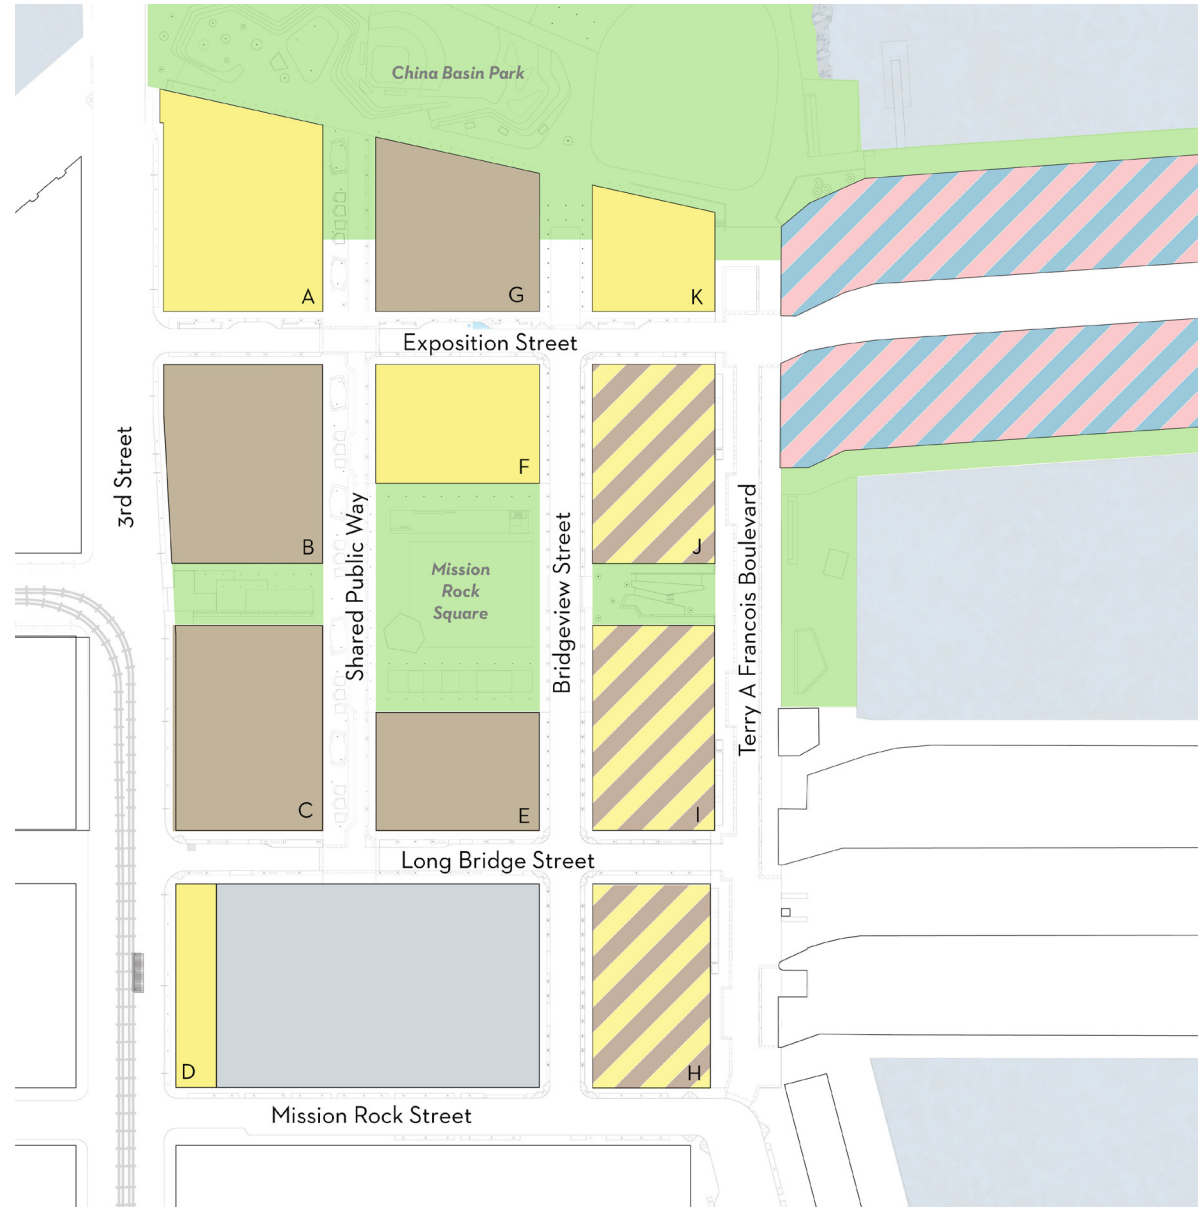 China Basin Park
A
G
K
Exposition Street
3rd Street
B
Shared Public Way
F
Mission
Rock
Square
Bridgeview Street
J
Terry A Francois Boulevard
C
E
I
Long Bridge Street
D
H
Mission Rock Street